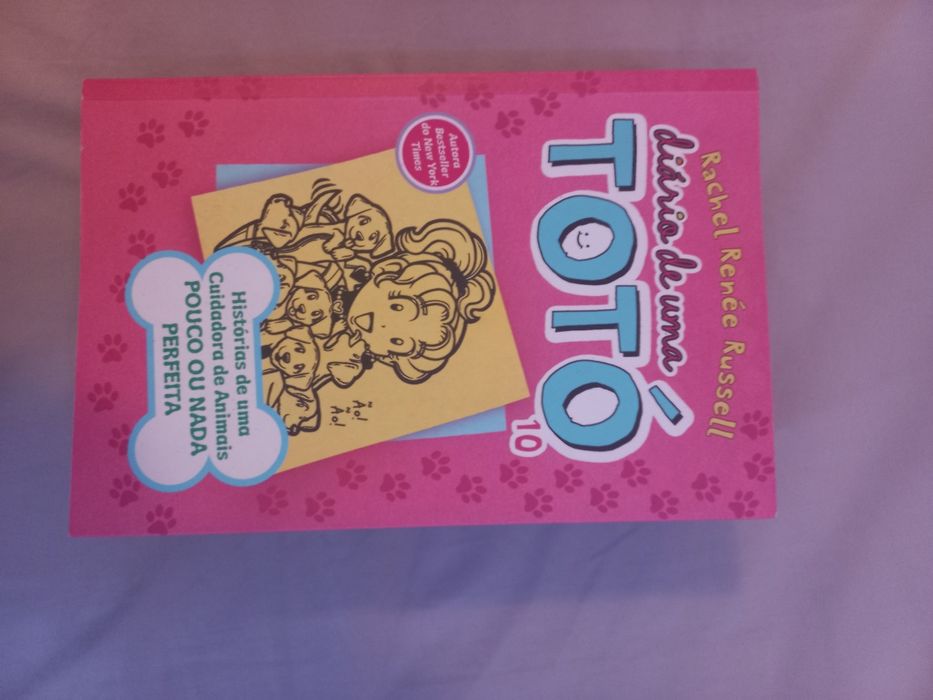 Rachel Renée Russell
diário de uma
TOTÓ
10
Autora
Bestseller
do New York
Times
Ão!
Ão!
Histórias de uma
Cuidadora de Animais
POUCO OU NADA
PERFEITA